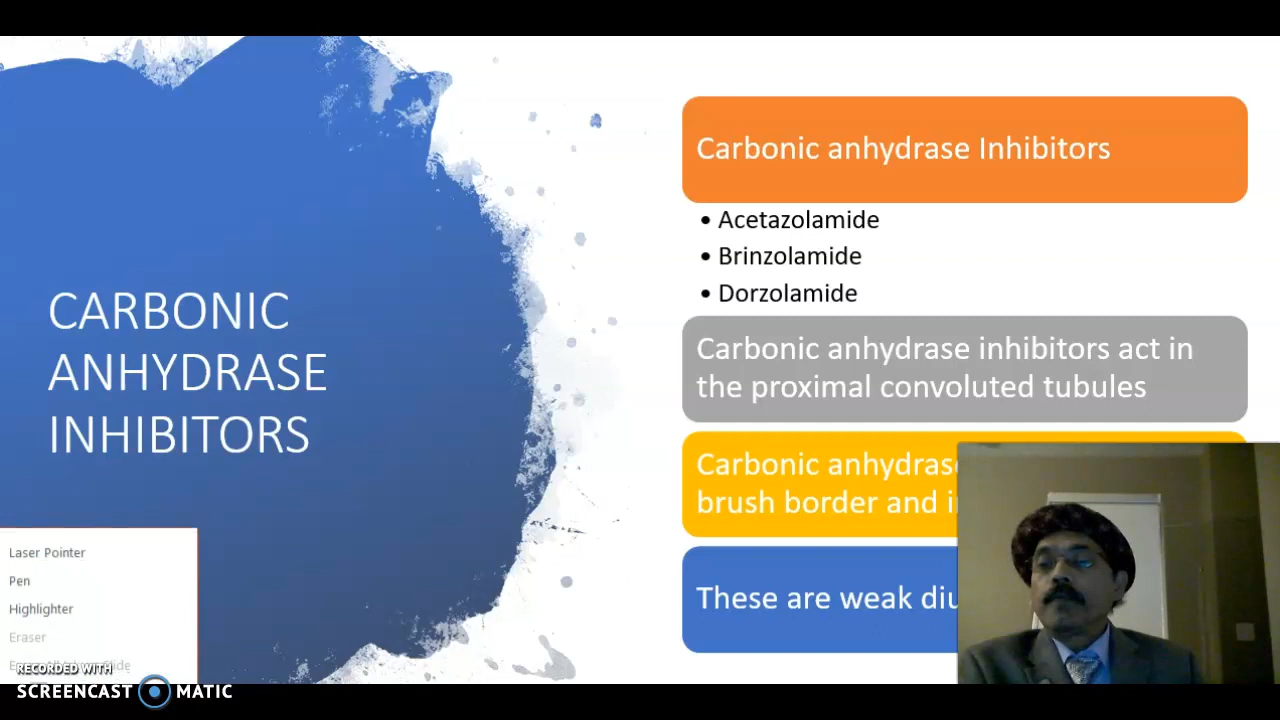 CARBONIC
ANHYDRASE
INHIBITORS
Carbonic anhydrase Inhibitors
• Acetazolamide
• Brinzolamide
• Dorzolamide
Carbonic anhydrase inhibitors act in
the proximal convoluted tubules
Carbonic anhydrase
brush border and
These are weak
Laser Pointer
Pen
Highlighter
Eraser
RECORDED WITH
SCREENCAST MATIC